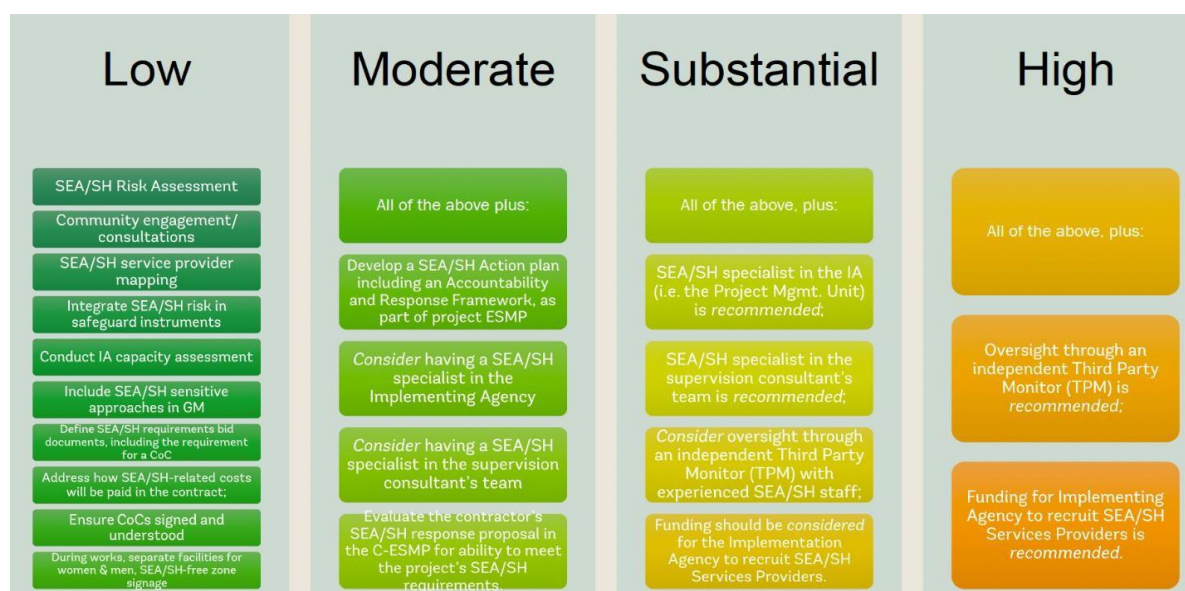 Low
SEA/SH Risk Assessment
Community engagement/
consultations
SEA/SH service provider
mapping
Integrate SEA/SH risk in
safeguard instruments
Conduct IA capacity assessment
Include SEA/SH sensitive
approaches in GM
Define SEA/SH requirements bid
documents, including the requirement
for a CoC
Address how SEA/SH-related costs
will be paid in the contract;
Ensure CoCs signed and
understood
During works, separate facilities for
women & men, SEA/SH-free zone
signage
Moderate
All of the above plus:
Develop a SEA/SH Action plan
including an Accountability
and Response Framework, as
part of project ESMP
Consider having a SEA/SH
specialist in the
Implementing Agency
Consider having a SEA/SH
specialist in the supervision
consultant's team
Evaluate the contractor's
SEA/SH response proposal in
the C-ESMP for ability to meet
the project's SEA/SH
requirements.
Substantial
All of the above, plus:
SEA/SH specialist in the IA
(i.e. the Project Mgmt. Unit)
is recommended;
SEA/SH specialist in the
supervision consultant's
team is recommended;
Consider oversight through
an independent Third Party
Monitor (TPM) with
experienced SEA/SH staff;
Funding should be considered
for the Implementation
Agency to recruit SEA/SH
Services Providers.
High
All of the above, plus:
Oversight through an
independent Third Party
Monitor (TPM) is
recommended;
Funding for Implementing
Agency to recruit SEA/SH
Services Providers is
recommended.